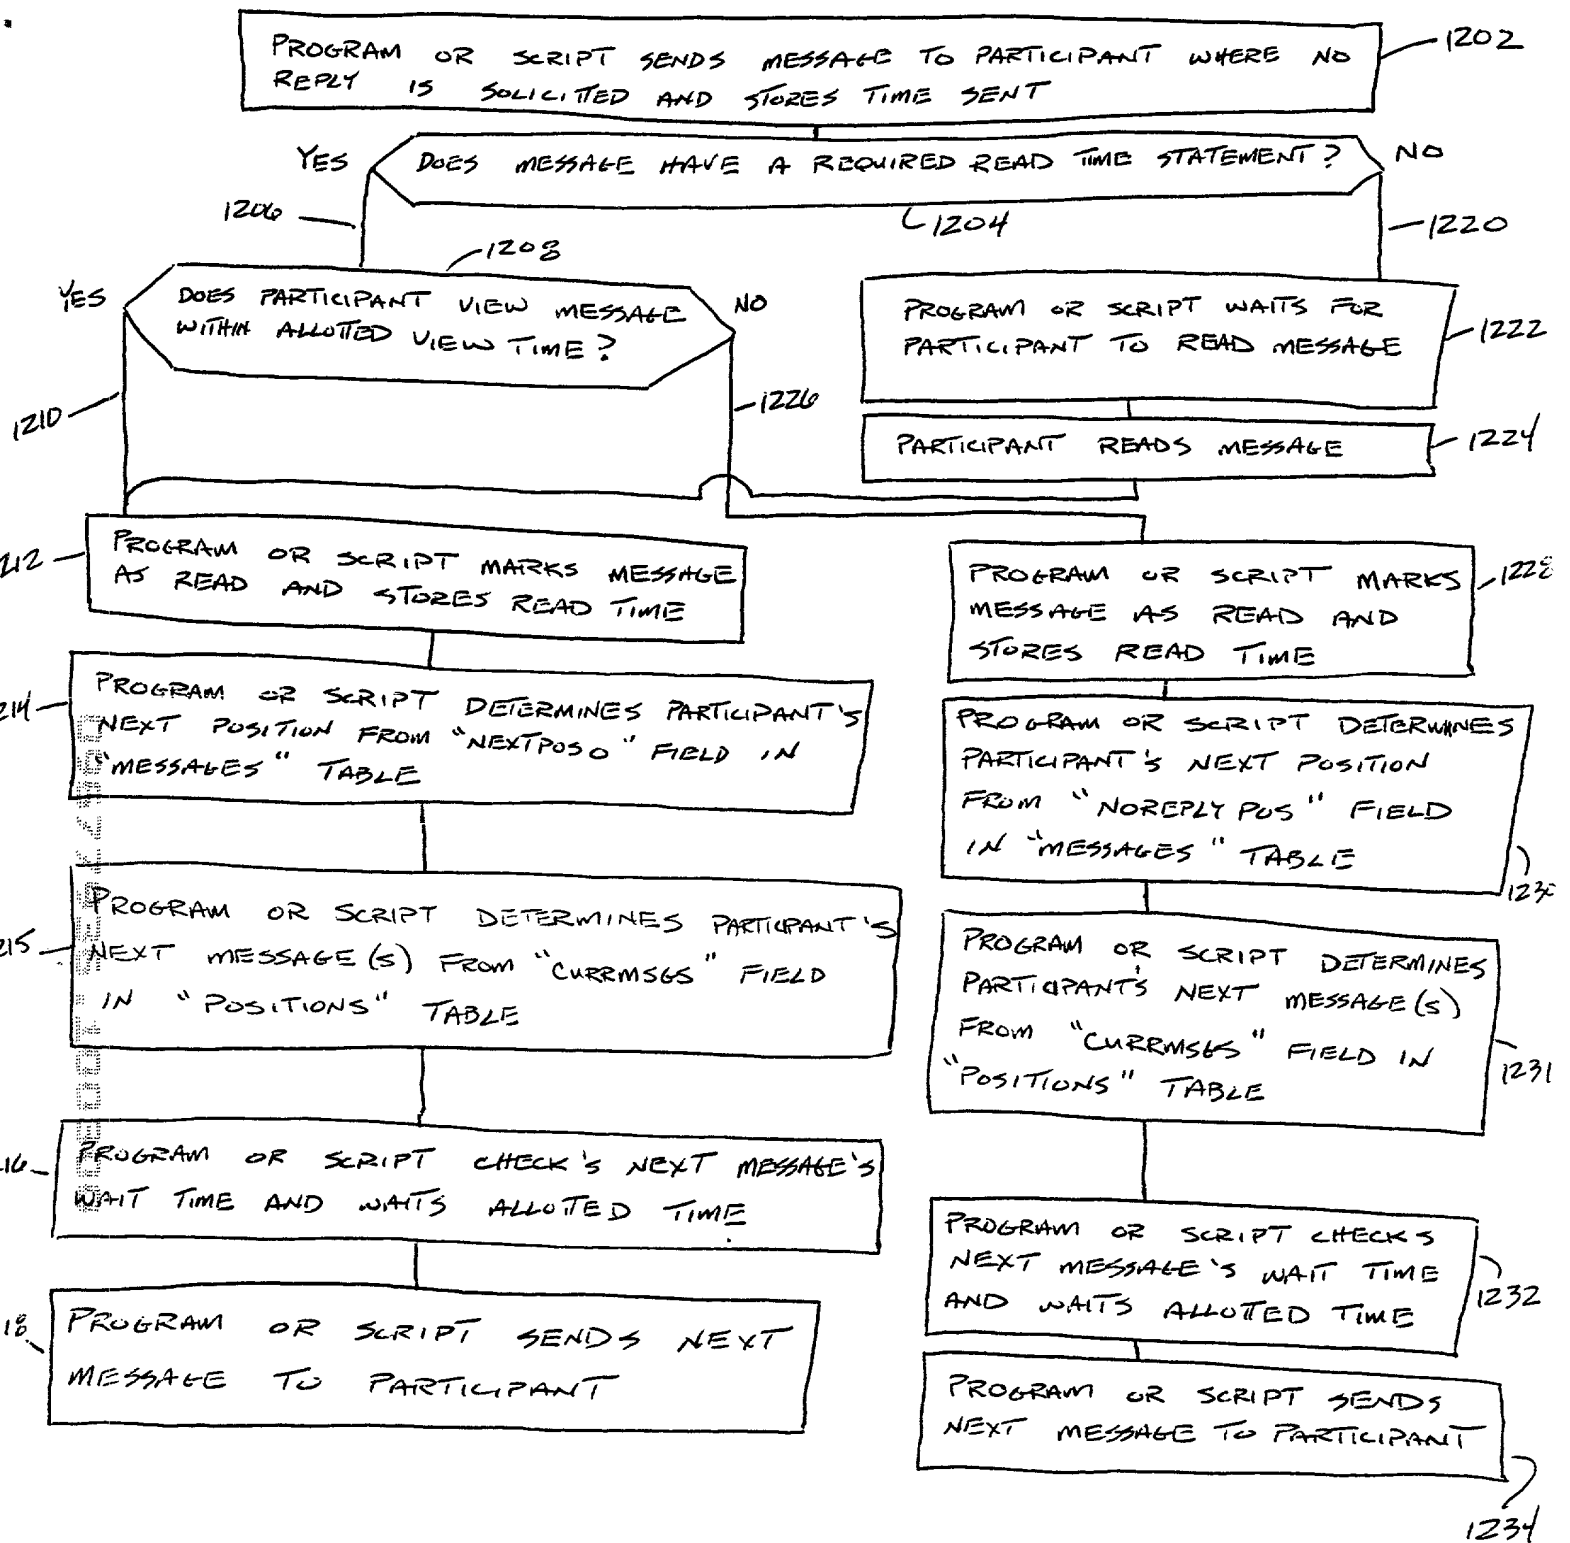 1202
PROGRAM OR SCRIPT SENDS MESSAGE TO PARTICIPANT WHERE NO
REPLY IS SOLICITTED AND STORES TIME SENT
YES
DOES MESSAGE HAVE A REQUIRED READ TIME STATEMENT?
NO
1204
1206
1220
1208
YES
DOES PARTICIPANT VIEW MESSAGE
WITHIN ALLOTTED VIEW TIME?
NO
1210
1226
PROGRAM OR SCRIPT WAITS FOR
PARTICIPANT TO READ MESSAGE
1222
PARTICIPANT READS MESSAGE
1224
212
PROGRAM OR SCRIPT MARKS MESSAGE
AS READ AND STORES READ TIME
214
PROGRAM OR SCRIPT DETERMINES PARTICIPANT'S
NEXT POSITION FROM "NEXTPOS0" FIELD IN
"MESSAGES" TABLE
215
PROGRAM OR SCRIPT DETERMINES PARTICIPANT'S
NEXT MESSAGE(S) FROM "CURRMSGS" FIELD
IN "POSITIONS" TABLE
16
PROGRAM OR SCRIPT CHECK'S NEXT MESSAGE'S
WAIT TIME AND WAITS ALLOTTED TIME
18
PROGRAM OR SCRIPT SENDS NEXT
MESSAGE TO PARTICIPANT
PROGRAM OR SCRIPT MARKS
MESSAGE AS READ AND
STORES READ TIME
1228
PROGRAM OR SCRIPT DETERMINES
PARTICIPANT'S NEXT POSITION
FROM "NOREPLY POS" FIELD
IN "MESSAGES" TABLE
1230
PROGRAM OR SCRIPT DETERMINES
PARTICIPANT'S NEXT MESSAGE(S)
FROM "CURRMSGS" FIELD IN
"POSITIONS" TABLE
1231
PROGRAM OR SCRIPT CHECKS
NEXT MESSAGE'S WAIT TIME
AND WAITS ALLOTTED TIME
1232
PROGRAM OR SCRIPT SENDS
NEXT MESSAGE TO PARTICIPANT
1234